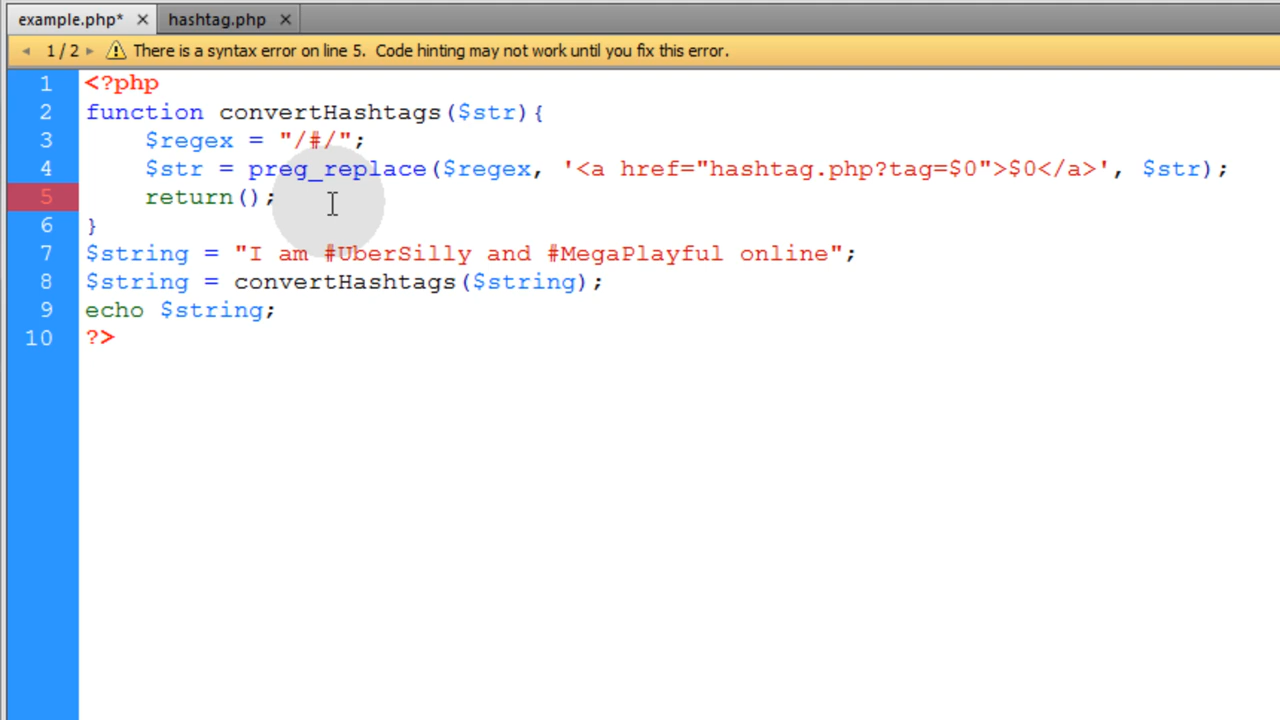 example.php* × hashtag.php ×
1 / 2 There is a syntax error on line 5. Code hinting may not work until you fix this error.
1 <?php
2 function convertHashtags($str){
3 $regex = "/#/";
4 $str = preg_replace($regex, '<a href="hashtag.php?tag=$0">$0</a>', $str);
5 return();
6 }
7 $string = "I am #UberSilly and #MegaPlayful online";
8 $string = convertHashtags($string);
9 echo $string;
10 ?>